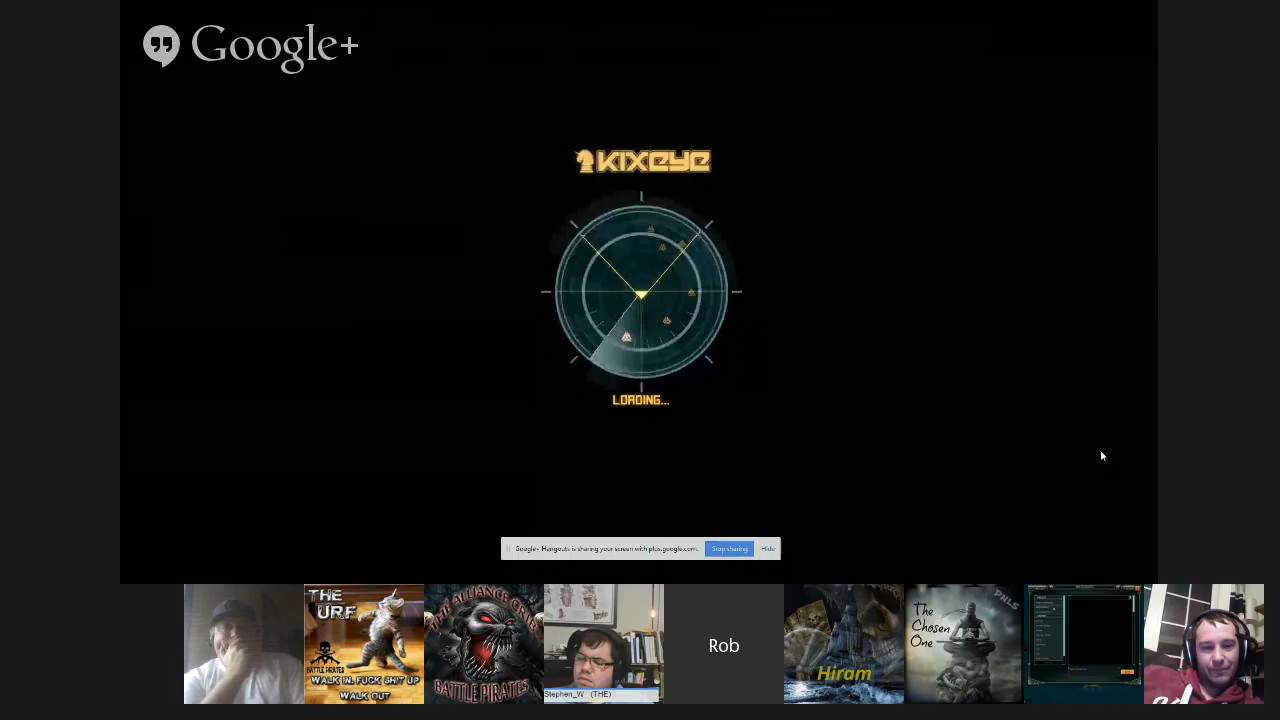 Google+
KIXEYE
LOADING...
Google+ Hangouts is sharing your screen with plus.google.com.
Stop sharing
Hide
THE
WALK IN. FUCK SHIT UP
WALK OUT
BATTLE PIRATES
THE ALLIANCE
BATTLE PIRATES
Stephen_W (THE)
Rob
Hiram
The
Chosen
One
PNLS